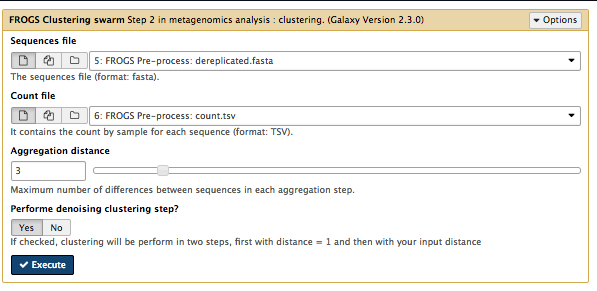 FROGS Clustering swarm Step 2 in metagenomics analysis : clustering. (Galaxy Version 2.3.0)
Options
Sequences file
5: FROGS Pre-process: dereplicated.fasta
The sequences file (format: fasta).
Count file
6: FROGS Pre-process: count.tsv
It contains the count by sample for each sequence (format: TSV).
Aggregation distance
3
Maximum number of differences between sequences in each aggregation step.
Performe denoising clustering step?
Yes No
If checked, clustering will be perform in two steps, first with distance = 1 and then with your input distance
Execute